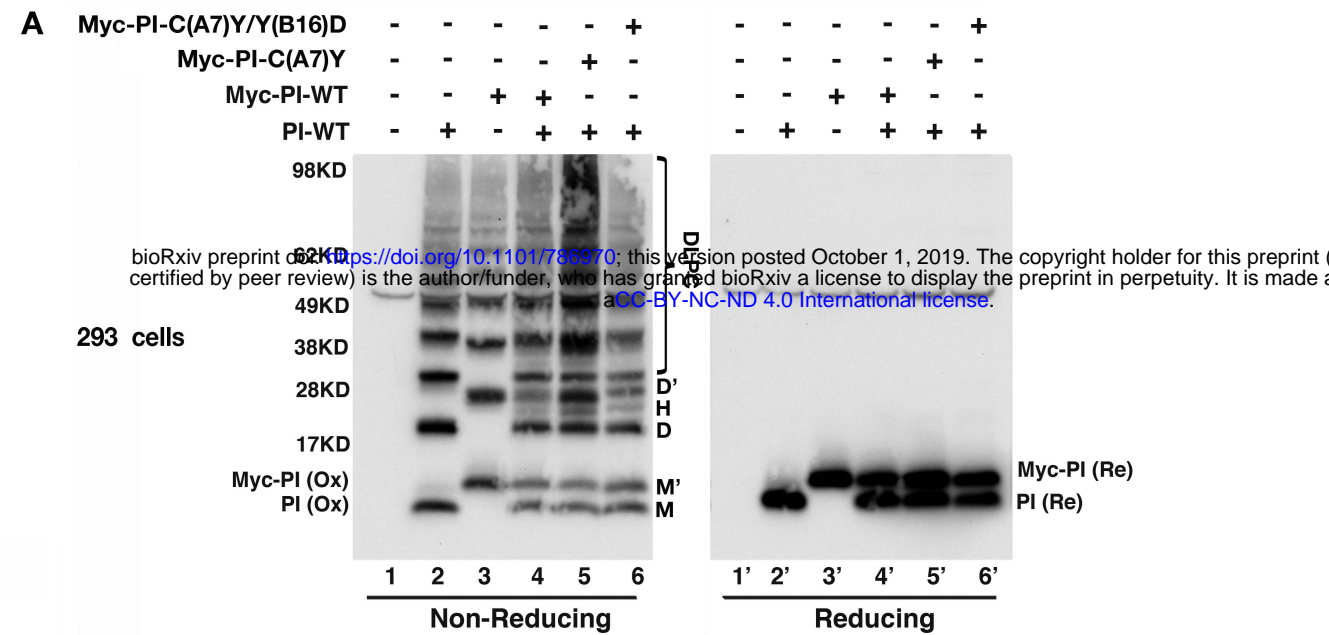 A
Myc-PI-C(A7)Y/Y(B16)D - - - - - + - - - - - +
Myc-PI-C(A7)Y - - - - + - - - - - + -
Myc-PI-WT - - + + - - - - + + - -
PI-WT - + - + + + - + - + + +
98KD
62KD
bioRxiv preprint doi: https://doi.org/10.1101/786970; this version posted October 1, 2019. The copyright holder for this preprint (
certified by peer review) is the author/funder, who has granted bioRxiv a license to display the preprint in perpetuity. It is made a
aCC-BY-NC-ND 4.0 International license.
49KD
293 cells
38KD
28KD
D'
H
D
17KD
Myc-PI (Ox)
M'
PI (Ox)
M
Myc-PI (Re)
PI (Re)
1 2 3 4 5 6 1' 2' 3' 4' 5' 6'
Non-Reducing Reducing